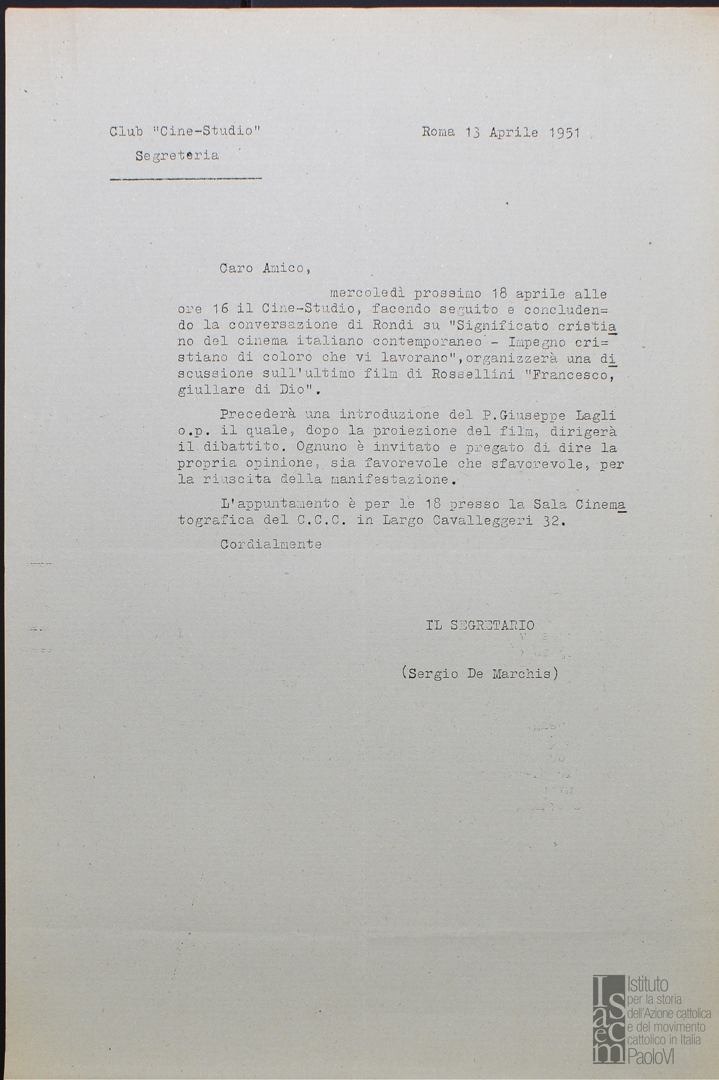 Club "Cine-Studio"
Roma 13 Aprile 1951
Segreteria
Caro Amico,
mercoledì prossimo 18 aprile alle
ore 16 il Cine-Studio, facendo seguito e concluden=
do la conversazione di Rondi su "Significato cristia
no del cinema italiano contemporaneo - Impegno cri=
stiano di coloro che vi lavorano",organizzerà una di
scussione sull'ultimo film di Rossellini "Francesco,
giullare di Dio".
Precederà una introduzione del P.Giuseppe Lagli
o.p. il quale, dopo la proiezione del film, dirigerà
il dibattito. Ognuno è invitato e pregato di dire la
propria opinione, sia favorevole che sfavorevole, per
la riuscita della manifestazione.
L'appuntamento è per le 18 presso la Sala Cinema
tografica del C.C.C. in Largo Cavalleggeri 32.
Cordialmente
IL SEGRETARIO
(Sergio De Marchis)
Isacem
Istituto
per la storia
dell'Azione cattolica
e del movimento
cattolico in Italia
PaoloVI